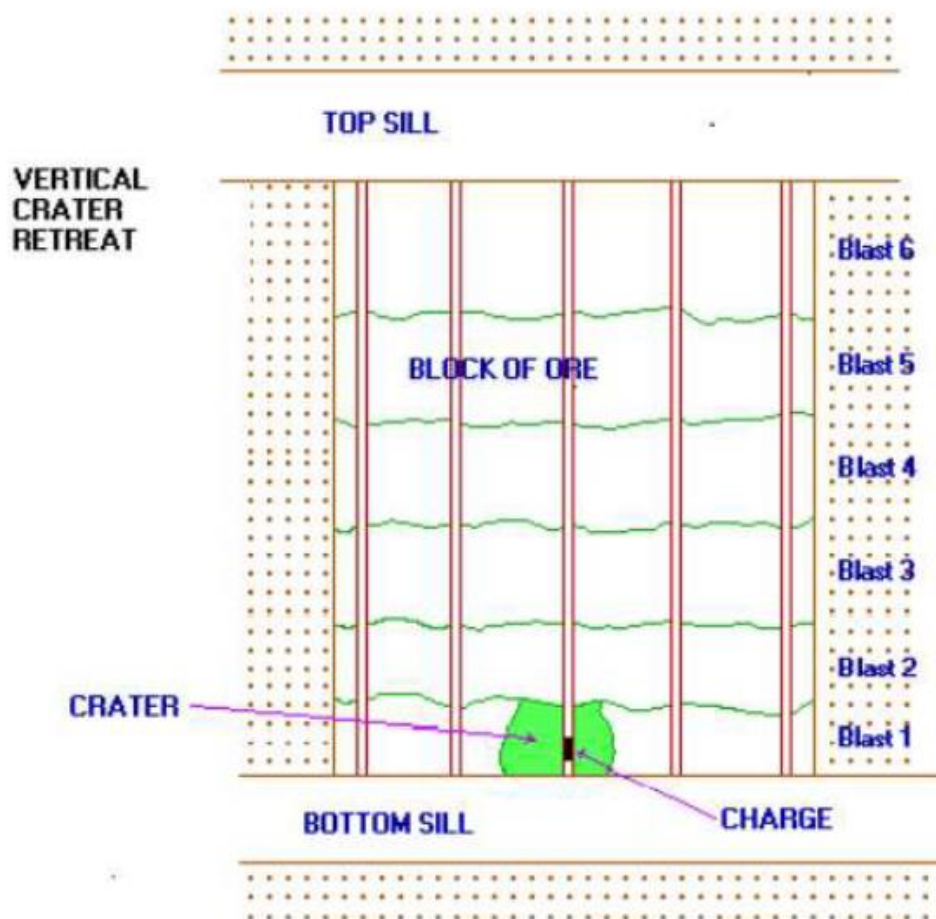 TOP SILL
VERTICAL
CRATER
RETREAT
Blast 6
BLOCK OF ORE
Blast 5
Blast 4
Blast 3
Blast 2
CRATER
Blast 1
BOTTOM SILL
CHARGE